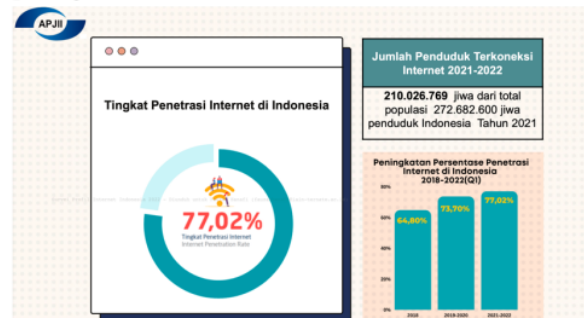 APJII
Tingkat Penetrasi Internet di Indonesia
77,02%
Tingkat Penetrasi Internet
Internet Penetration Rate
Jumlah Penduduk Terkoneksi
Internet 2021-2022
210.026.769 jiwa dari total
populasi 272.682.600 jiwa
penduduk Indonesia Tahun 2021
Peningkatan Persentase Penetrasi
Internet di Indonesia
2018-2022(Q1)
80%
60%
40%
20%
0%
64,80%
73,70%
77,02%
2018
2019-2020
2021-2022